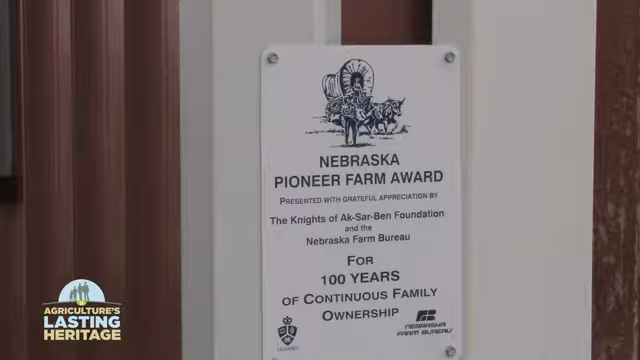 NEBRASKA
PIONEER FARM AWARD
PRESENTED WITH GRATEFUL APPRECIATION BY
The Knights of Ak-Sar-Ben Foundation
and the
Nebraska Farm Bureau
FOR
100 YEARS
OF CONTINUOUS FAMILY
OWNERSHIP
NEBRASKA
FARM BUREAU
AGRICULTURE'S
LASTING
HERITAGE